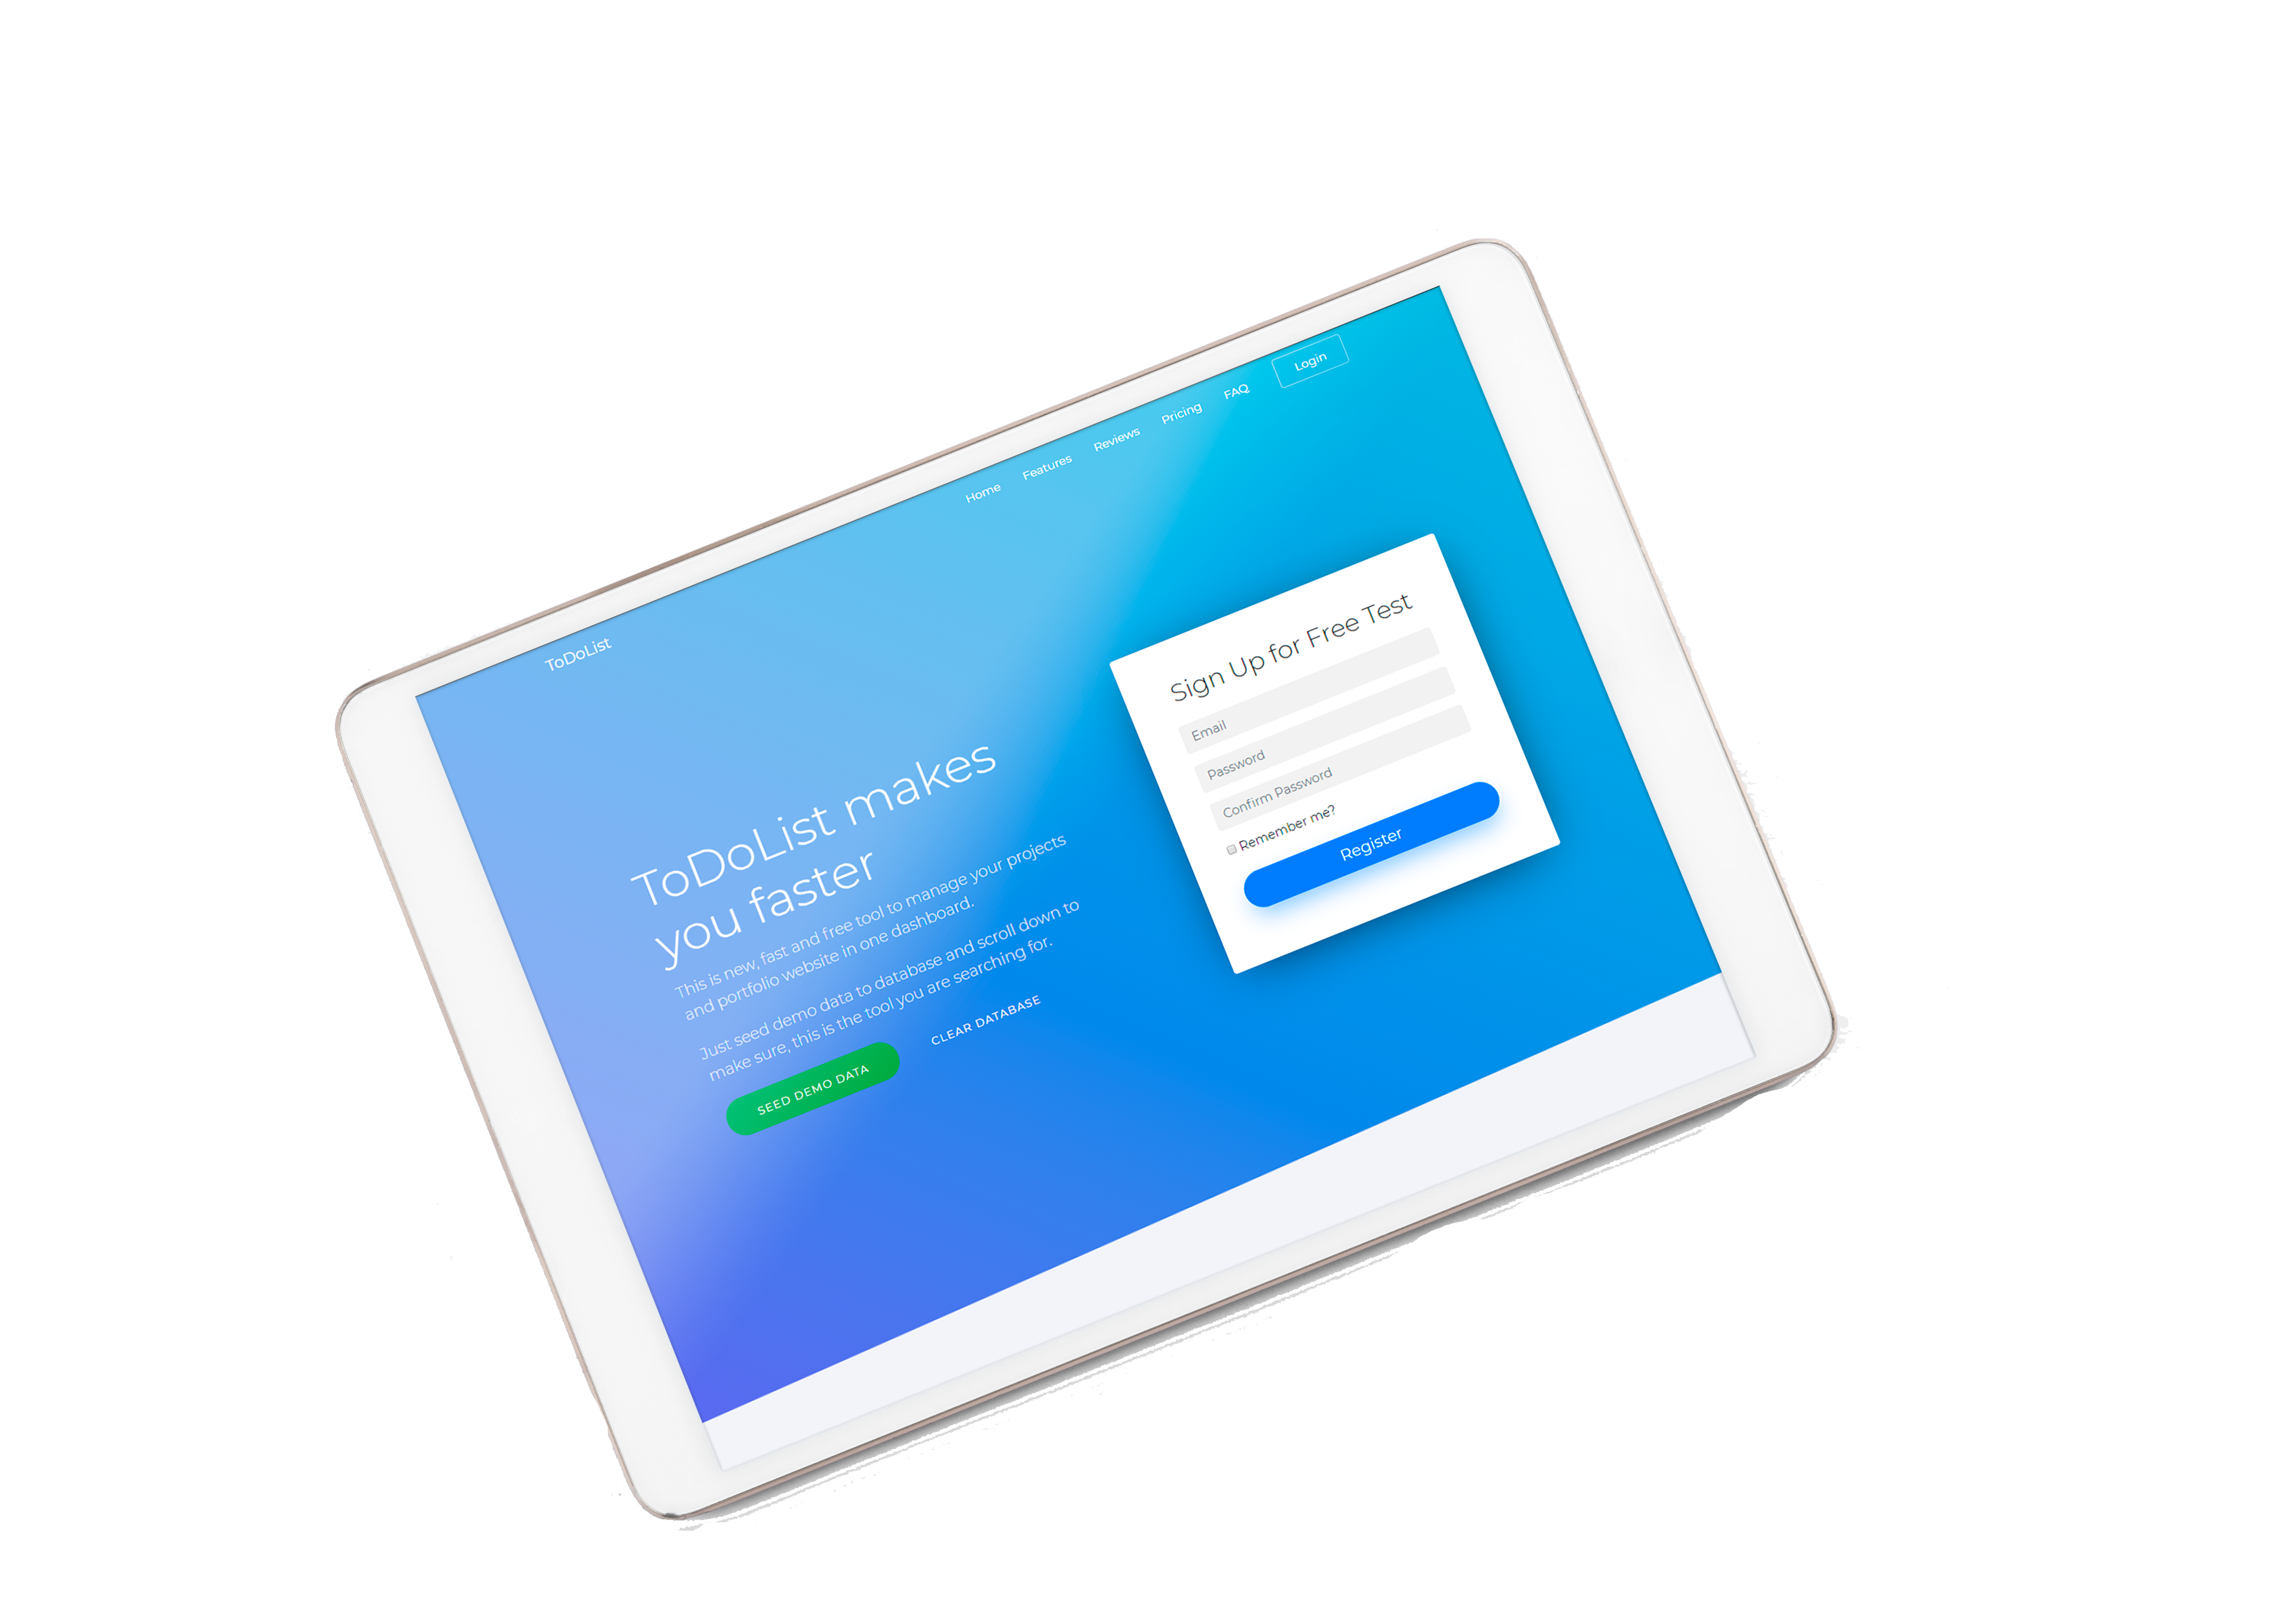 ToDoList
Home Features Reviews Pricing FAQ Login
ToDoList makes
you faster
This is new, fast and free tool to manage your projects
and portfolio website in one dashboard.
Just seed demo data to database and scroll down to
make sure, this is the tool you are searching for.
SEED DEMO DATA CLEAR DATABASE
Sign Up for Free Test
Email
Password
Confirm Password
Remember me?
Register